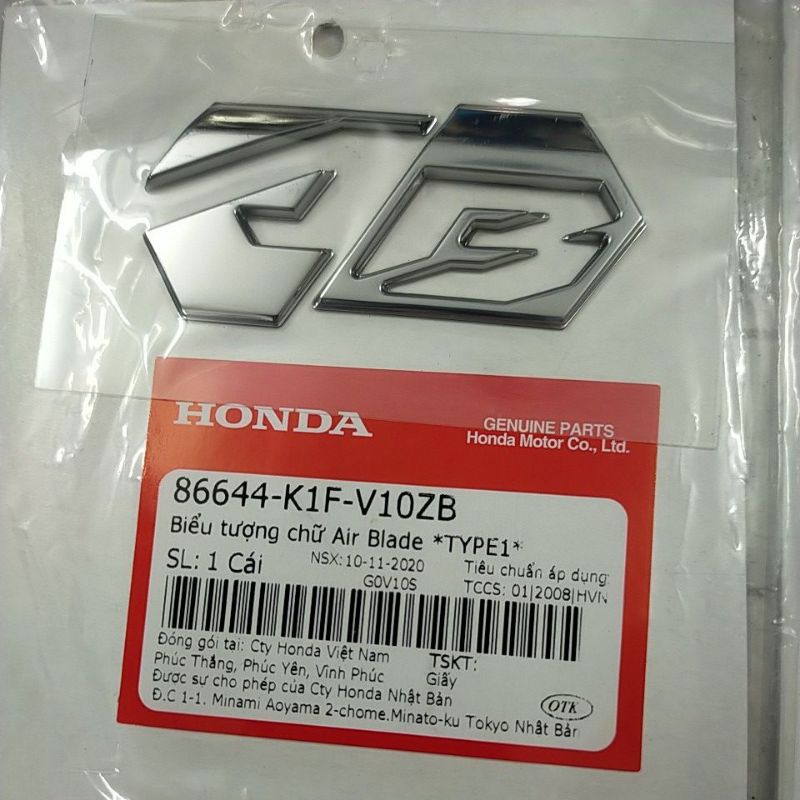 HONDA
GENUINE PARTS
Honda Motor Co., Ltd.
86644-K1F-V10ZB
Biểu tượng chữ Air Blade *TYPE1*
SL: 1 Cái
NSX: 10-11-2020
G0V10S
Tiêu chuẩn áp dụng:
TCCS: 01|2008|HVN
Đóng gói tại: Cty Honda Việt Nam
Phúc Thắng, Phúc Yên, Vĩnh Phúc
TSKT:
Giấy
Được sự cho phép của Cty Honda Nhật Bản
Đ.C 1-1. Minami Aoyama 2-chome.Minato-ku Tokyo Nhật Bản
OTK